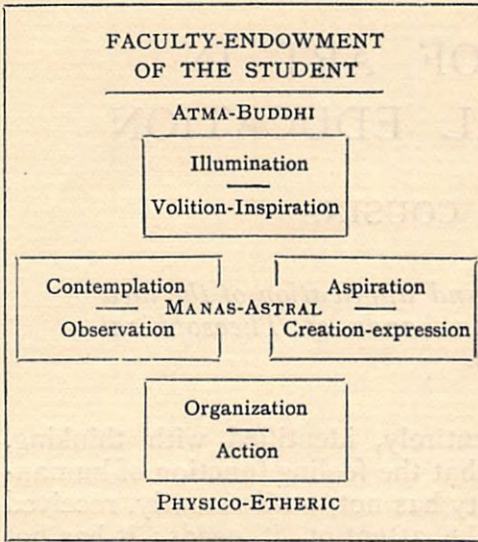 FACULTY-ENDOWMENT
OF THE STUDENT
ATMA-BUDDHI
Illumination
Volition-Inspiration
Contemplation
Aspiration
MANAS-ASTRAL
Observation
Creation-expression
Organization
Action
PHYSICO-ETHERIC